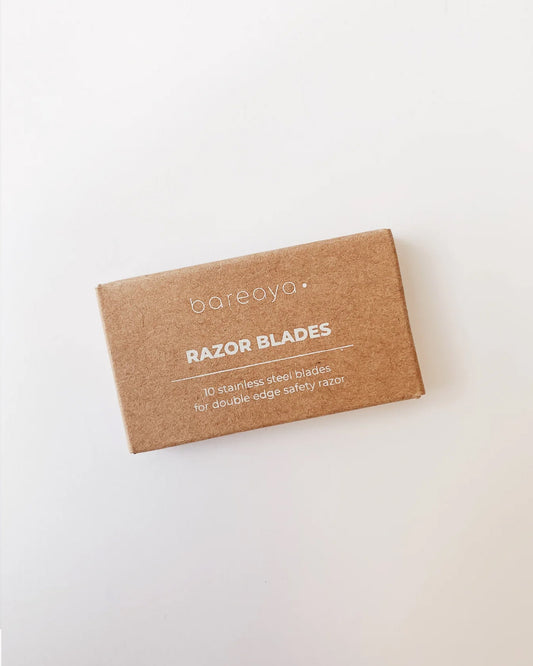 bareaya•
RAZOR BLADES
10 stainless steel blades
for double edge safety razor